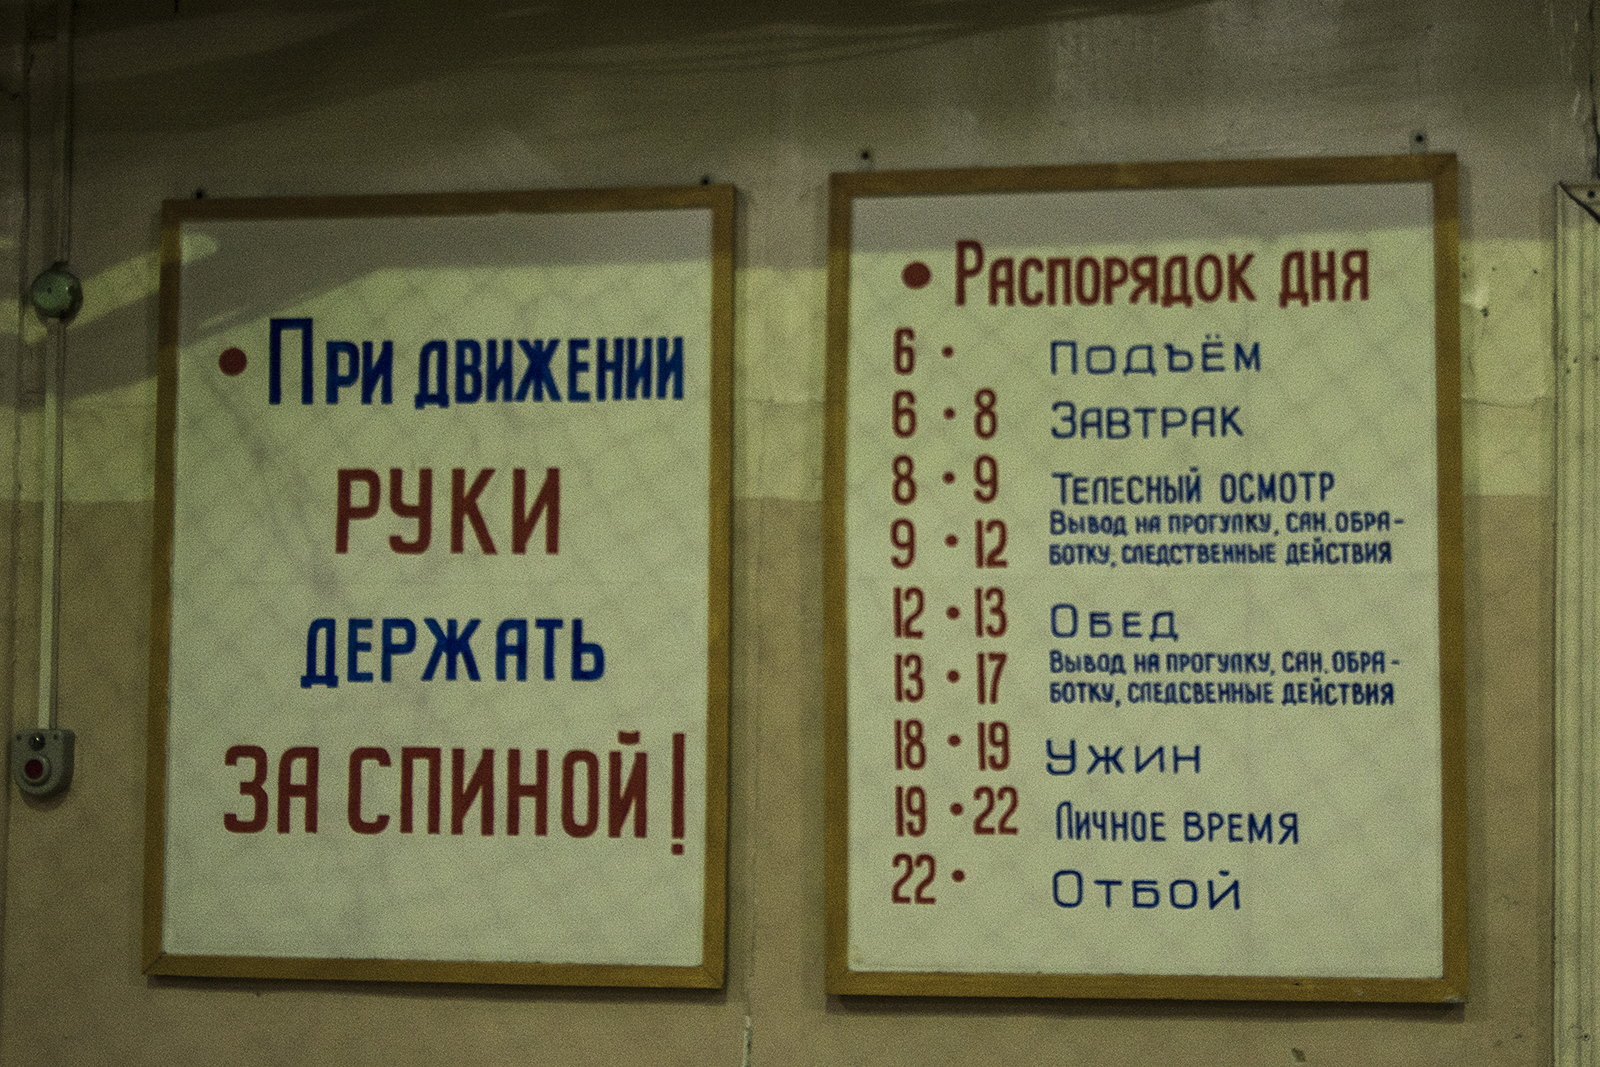 • При движении
руки
держать
за спиной!
• Распорядок дня
6 • Подъём
6 • 8 Завтрак
8 • 9 Телесный осмотр
9 • 12 Вывод на прогулку, сан. обра-
ботку, следственные действия
12 • 13 Обед
13 • 17 Вывод на прогулку, сан. обра-
ботку, следсвенные действия
18 • 19 Ужин
19 • 22 Личное время
22 • Отбой